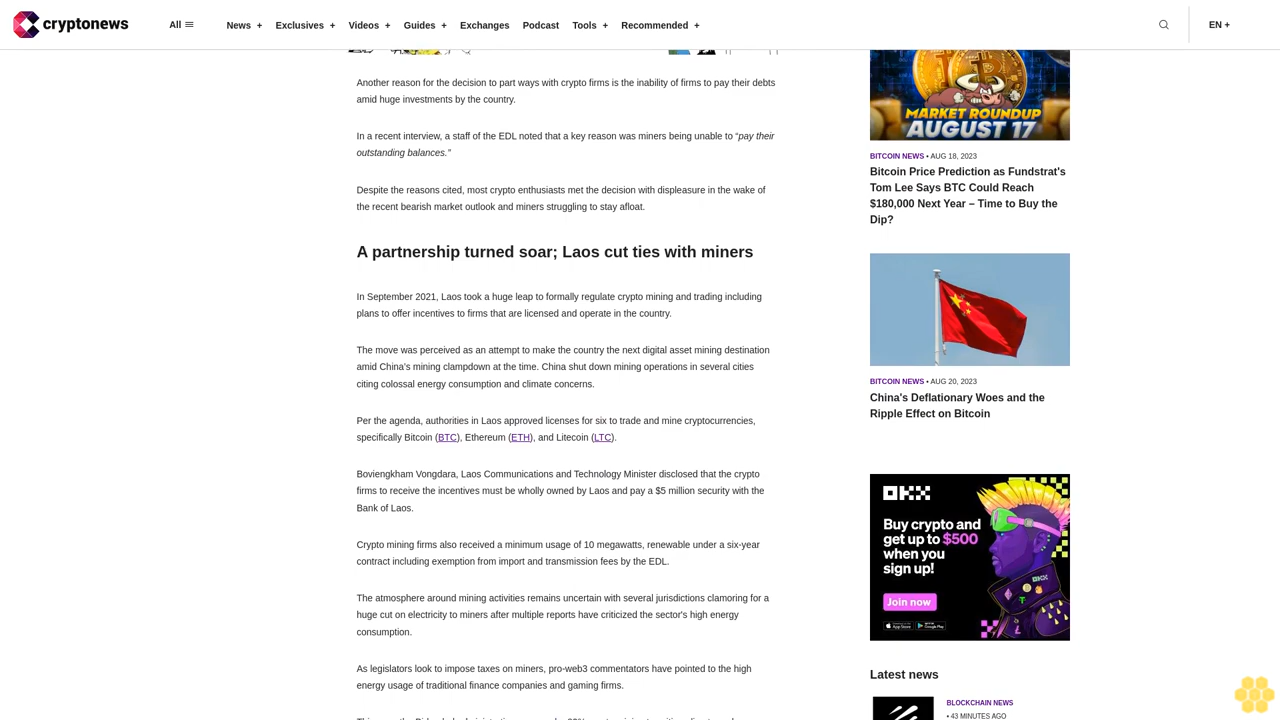 cryptonews
All
News +
Exclusives +
Videos +
Guides +
Exchanges
Podcast
Tools +
Recommended +
EN +
Another reason for the decision to part ways with crypto firms is the inability of firms to pay their debts
amid huge investments by the country.
In a recent interview, a staff of the EDL noted that a key reason was miners being unable to “pay their
outstanding balances.”
Despite the reasons cited, most crypto enthusiasts met the decision with displeasure in the wake of
the recent bearish market outlook and miners struggling to stay afloat.
A partnership turned soar; Laos cut ties with miners
In September 2021, Laos took a huge leap to formally regulate crypto mining and trading including
plans to offer incentives to firms that are licensed and operate in the country.
The move was perceived as an attempt to make the country the next digital asset mining destination
amid China’s mining clampdown at the time. China shut down mining operations in several cities
citing colossal energy consumption and climate concerns.
Per the agenda, authorities in Laos approved licenses for six to trade and mine cryptocurrencies,
specifically Bitcoin (BTC), Ethereum (ETH), and Litecoin (LTC).
Boviengkham Vongdara, Laos Communications and Technology Minister disclosed that the crypto
firms to receive the incentives must be wholly owned by Laos and pay a $5 million security with the
Bank of Laos.
Crypto mining firms also received a minimum usage of 10 megawatts, renewable under a six-year
contract including exemption from import and transmission fees by the EDL.
The atmosphere around mining activities remains uncertain with several jurisdictions clamoring for a
huge cut on electricity to miners after multiple reports have criticized the sector's high energy
consumption.
As legislators look to impose taxes on miners, pro-web3 commentators have pointed to the high
energy usage of traditional finance companies and gaming firms.
MARKET ROUNDUP
AUGUST 17
BITCOIN NEWS • AUG 18, 2023
Bitcoin Price Prediction as Fundstrat's
Tom Lee Says BTC Could Reach
$180,000 Next Year – Time to Buy the
Dip?
BITCOIN NEWS • AUG 20, 2023
China's Deflationary Woes and the
Ripple Effect on Bitcoin
OKX
Buy crypto and
get up to $500
when you
sign up!
Join now
App Store
Google Play
Latest news
BLOCKCHAIN NEWS
• 43 MINUTES AGO